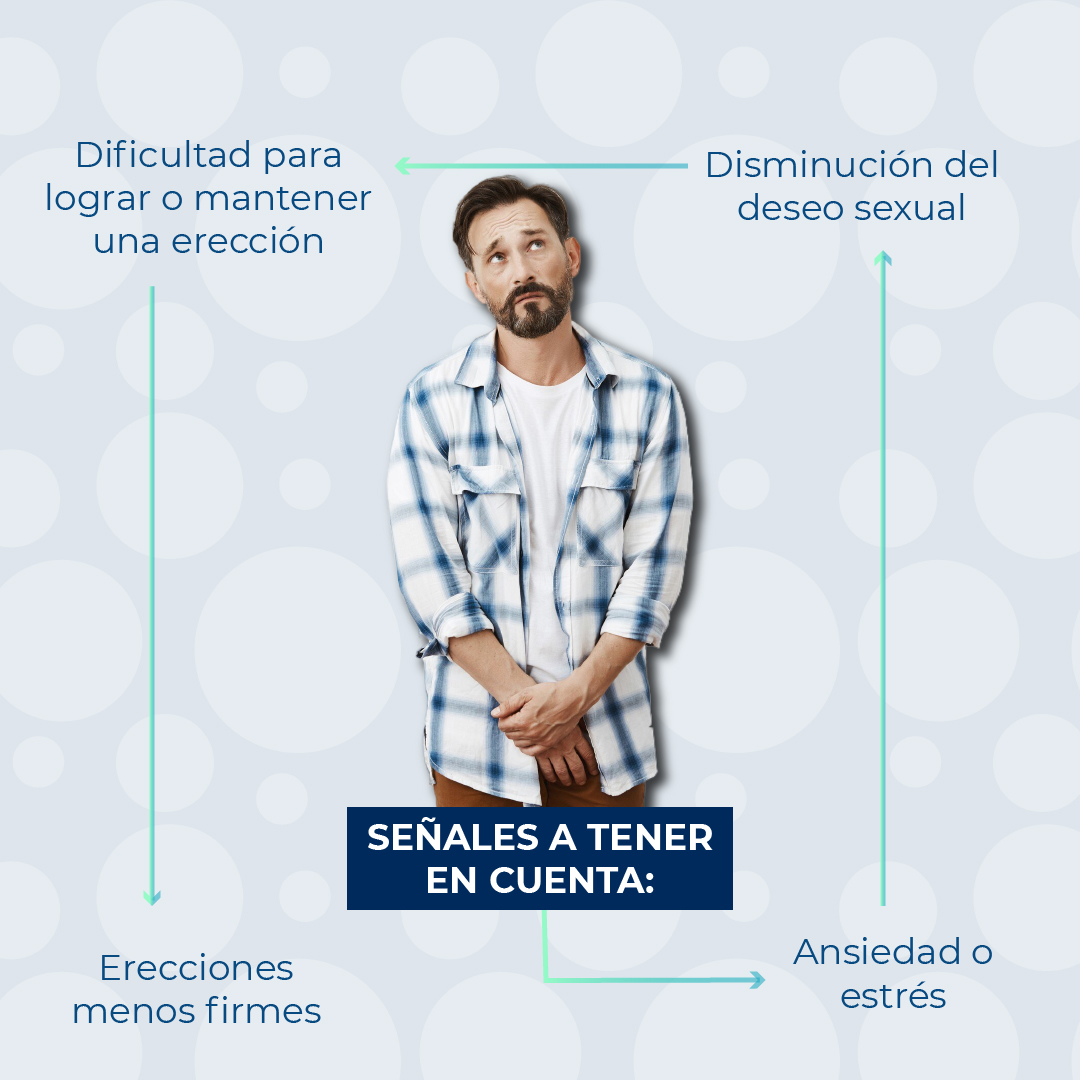 Dificultad para
lograr o mantener
una erección
Disminución del
deseo sexual
SEÑALES A TENER
EN CUENTA:
Erecciones
menos firmes
Ansiedad o
estrés